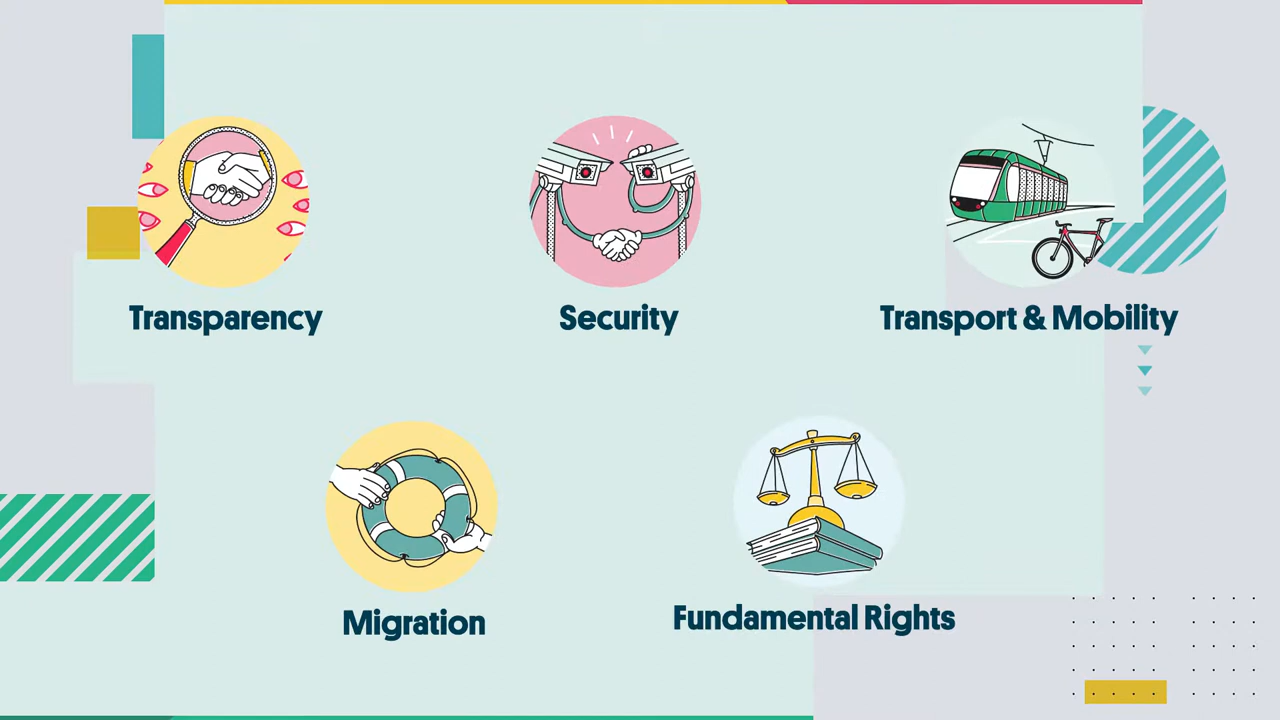 Transparency
Security
Transport & Mobility
Migration
Fundamental Rights